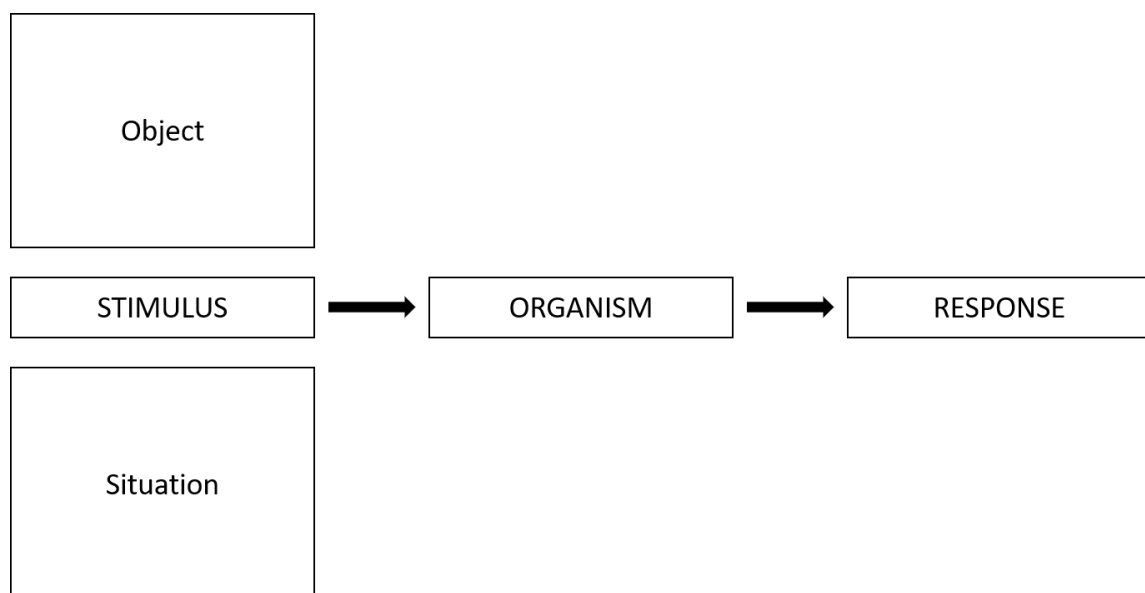 Object
STIMULUS
ORGANISM
RESPONSE
Situation